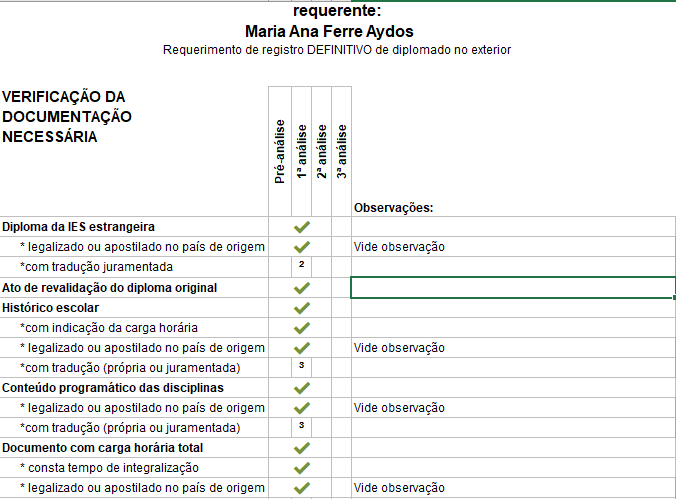 requerente:
Maria Ana Ferre Aydos
Requerimento de registro DEFINITIVO de diplomado no exterior
VERIFICAÇÃO DA
DOCUMENTAÇÃO
NECESSÁRIA
Pré-análise
1ª análise
2ª análise
3ª análise
Observações:
Diploma da IES estrangeira
* legalizado ou apostilado no país de origem Vide observação
*com tradução juramentada 2
Ato de revalidação do diploma original
Histórico escolar
*com indicação da carga horária
* legalizado ou apostilado no país de origem Vide observação
*com tradução (própria ou juramentada) 3
Conteúdo programático das disciplinas
* legalizado ou apostilado no país de origem Vide observação
*com tradução (própria ou juramentada) 3
Documento com carga horária total
* consta tempo de integralização
* legalizado ou apostilado no país de origem Vide observação